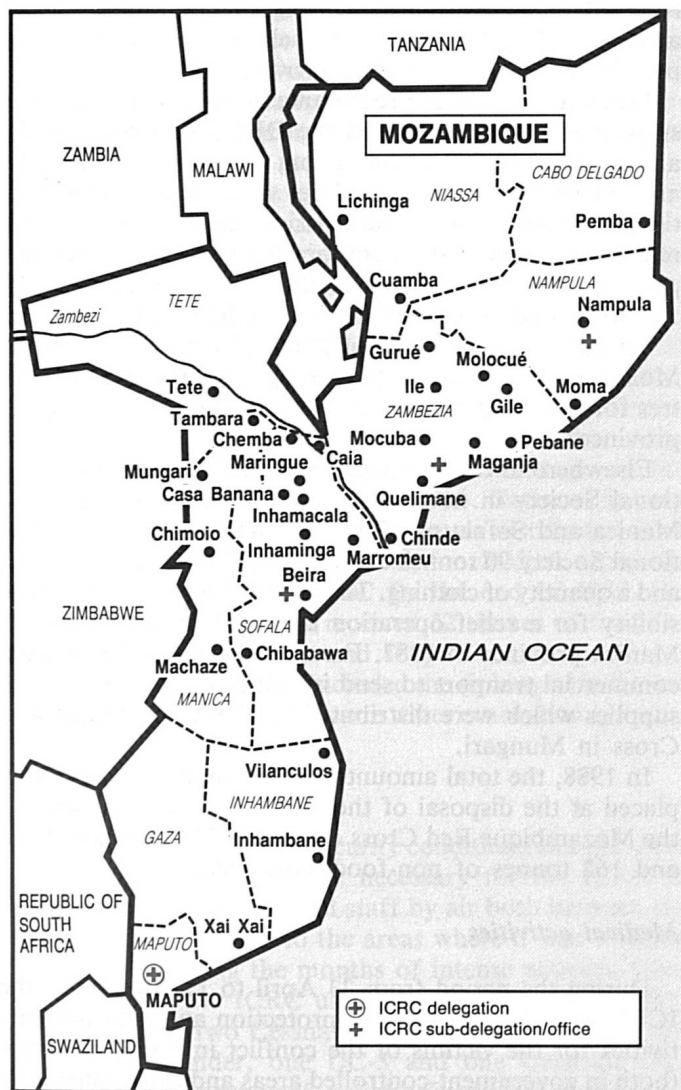 TANZANIA
MOZAMBIQUE
ZAMBIA
MALAWI
CABO DELGADO
NIASSA
Lichinga
Pemba
Cuamba
NAMPULA
TETE
Nampula
Zambezi
Gurué
Molocué
Ile
Gile
Moma
Tete
ZAMBEZIA
Tambara
Chemba
Caia
Mocuba
Pebane
Maganja
Mungari
Maringue
Casa Banana
Quelimane
Inhamacala
Chimoio
Inhaminga
Chinde
Marromeu
Beira
ZIMBABWE
SOFALA
INDIAN OCEAN
Machaze
Chibabawa
MANICA
Vilanculos
INHAMBANE
GAZA
Inhambane
REPUBLIC OF
SOUTH
AFRICA
MAPUTO
Xai Xai
MAPUTO
SWAZILAND
ICRC delegation
ICRC sub-delegation/office